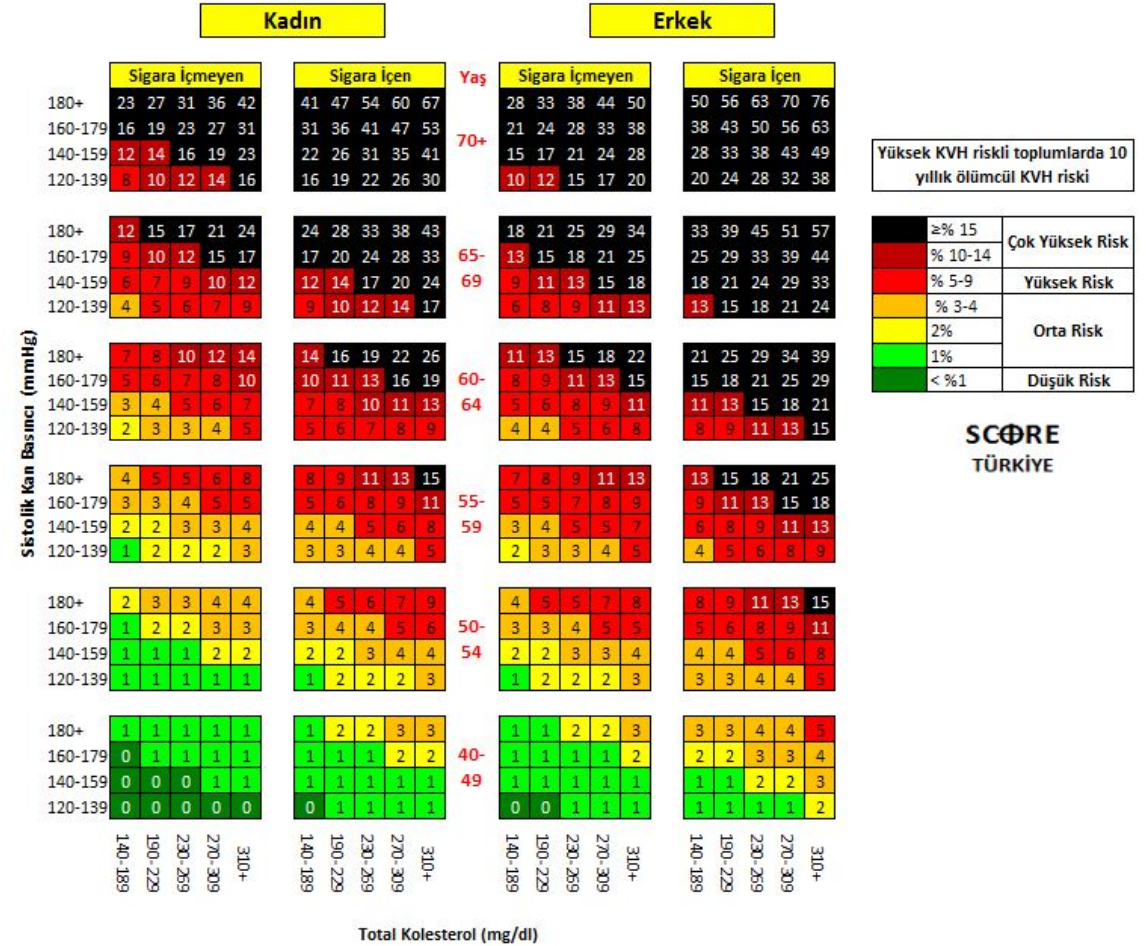 Kadın Erkek
Sigara İçmeyen Sigara İçen Yaş Sigara İçmeyen Sigara İçen
180+ 23 27 31 36 42 41 47 54 60 67 28 33 38 44 50 50 56 63 70 76
160-179 16 19 23 27 31 31 36 41 47 53 21 24 28 33 38 38 43 50 56 63
70+
140-159 12 14 16 19 23 22 26 31 35 41 15 17 21 24 28 28 33 38 43 49
120-139 8 10 12 14 16 16 19 22 26 30 10 12 15 17 20 20 24 28 32 38
180+ 12 15 17 21 24 24 28 33 38 43 18 21 25 29 34 33 39 45 51 57
160-179 9 10 12 15 17 17 20 24 28 33 65- 13 15 18 21 25 25 29 33 39 44
140-159 6 7 9 10 12 12 14 17 20 24 69 9 11 13 15 18 18 21 24 29 33
120-139 4 5 6 7 9 9 10 12 14 17 6 8 9 11 13 13 15 18 21 24
180+ 7 8 10 12 14 14 16 19 22 26 11 13 15 18 22 21 25 29 34 39
160-179 5 6 7 8 10 10 11 13 16 19 60- 8 9 11 13 15 15 18 21 25 29
140-159 3 4 5 6 7 7 8 10 11 13 64 5 6 8 9 11 11 13 15 18 21
120-139 2 3 3 4 5 5 6 7 8 9 4 4 5 6 8 8 9 11 13 15
180+ 4 5 5 6 8 8 9 11 13 15 7 8 9 11 13 13 15 18 21 25
160-179 3 3 4 5 5 5 6 8 9 11 55- 5 5 7 8 9 9 11 13 15 18
140-159 2 2 3 3 4 4 4 5 6 8 59 3 4 5 5 7 6 8 9 11 13
120-139 1 2 2 2 3 3 3 4 4 5 2 3 3 4 5 4 5 6 8 9
180+ 2 3 3 4 4 4 5 6 7 9 4 5 5 7 8 8 9 11 13 15
160-179 1 2 2 3 3 3 4 4 5 6 50- 3 3 4 5 5 5 6 8 9 11
140-159 1 1 1 2 2 2 2 3 4 4 54 2 2 3 3 4 4 4 5 6 8
120-139 1 1 1 1 1 1 2 2 2 3 1 2 2 2 3 3 3 4 4 5
180+ 1 1 1 1 1 1 2 2 3 3 1 1 2 2 3 3 3 4 4 5
160-179 0 1 1 1 1 1 1 1 2 2 40- 1 1 1 1 2 2 2 3 3 4
140-159 0 0 0 1 1 1 1 1 1 1 49 1 1 1 1 1 1 1 2 2 3
120-139 0 0 0 0 0 0 1 1 1 1 0 0 1 1 1 1 1 1 1 2
140-189 190-229 230-269 270-309 310+ 140-189 190-229 230-269 270-309 310+ 140-189 190-229 230-269 270-309 310+ 140-189 190-229 230-269 270-309 310+
Total Kolesterol (mg/dl)
Sistolik Kan Basıncı (mmHg)
Yüksek KVH riskli toplumlarda 10
yıllık ölümcül KVH riski
≥% 15 Çok Yüksek Risk
% 10-14
% 5-9 Yüksek Risk
% 3-4
2% Orta Risk
1%
< %1 Düşük Risk
SCORE
TÜRKİYE